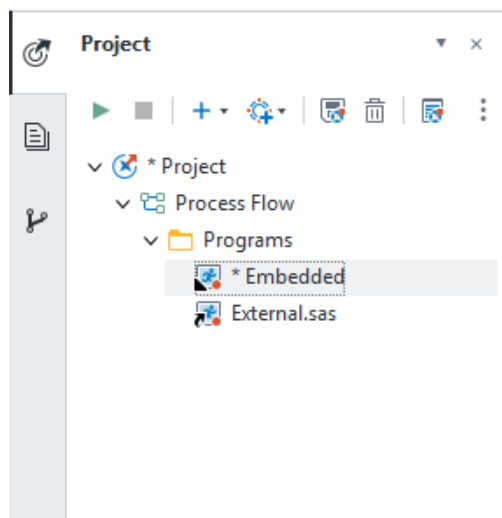 Project
* Project
Process Flow
Programs
* Embedded
External.sas